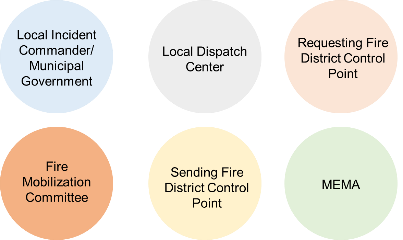 Local Incident
Commander/
Municipal
Government
Local Dispatch
Center
Requesting Fire
District Control
Point
Fire
Mobilization
Committee
Sending Fire
District Control
Point
MEMA